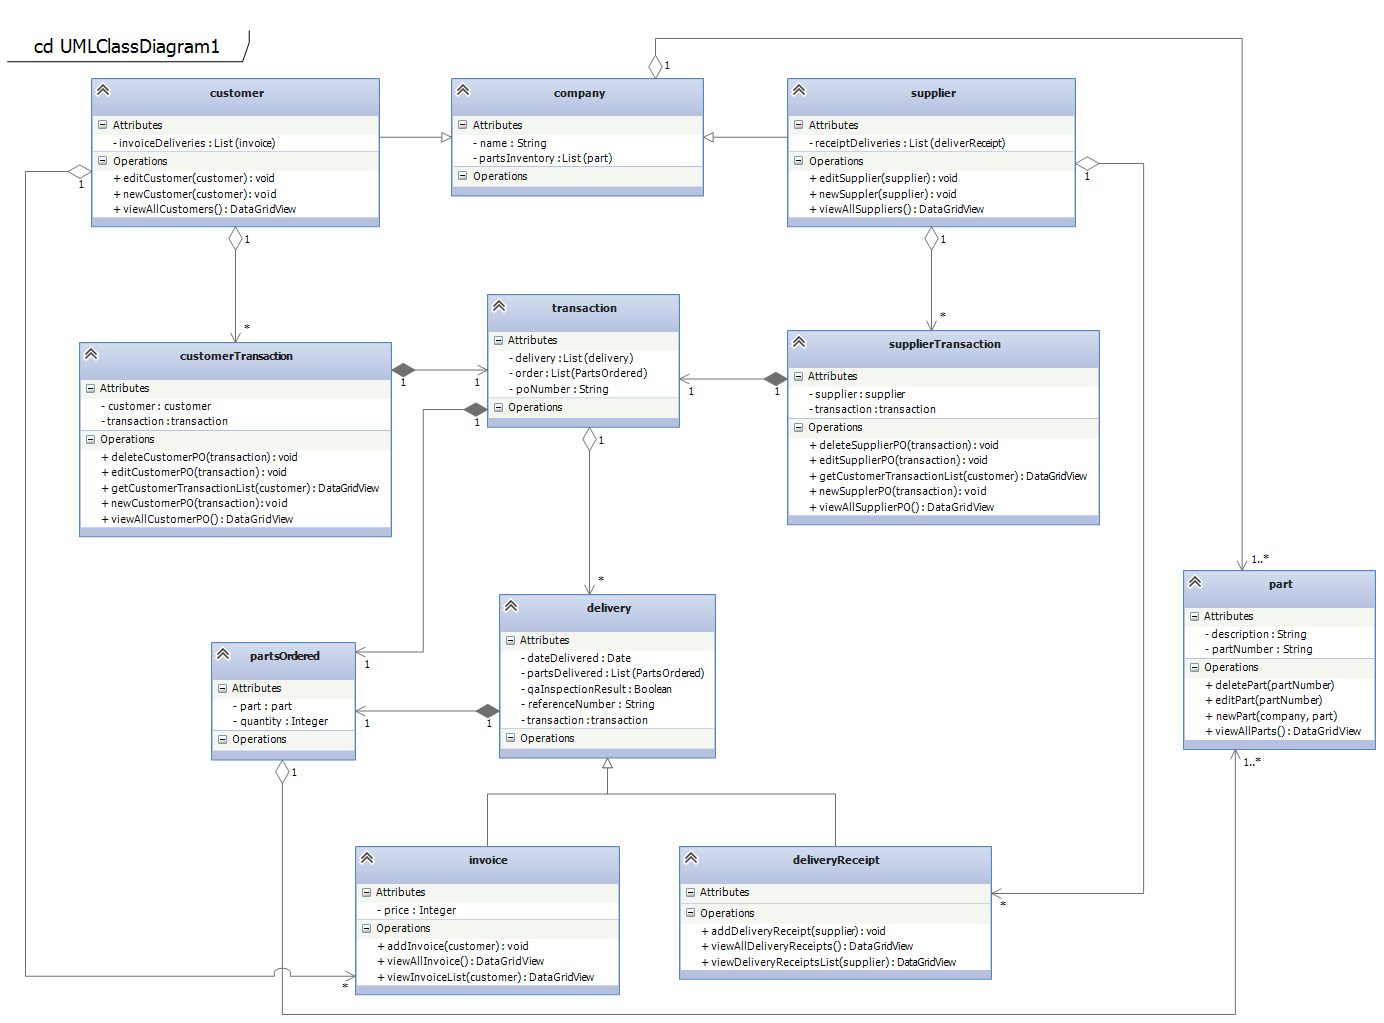 cd UMLClassDiagram1
customer
Attributes
- invoiceDeliveries : List (invoice)
Operations
+ editCustomer(customer) : void
+ newCustomer(customer) : void
+ viewAllCustomers() : DataGridView
company
Attributes
- name : String
- partsInventory : List (part)
Operations
supplier
Attributes
- receiptDeliveries : List (deliverReceipt)
Operations
+ editSupplier(supplier) : void
+ newSuppler(supplier) : void
+ viewAllSuppliers() : DataGridView
1
1
1
1
1
*
*
customerTransaction
Attributes
- customer : customer
- transaction : transaction
Operations
+ deleteCustomerPO(transaction) : void
+ editCustomerPO(transaction) : void
+ getCustomerTransactionList(customer) : DataGridView
+ newCustomerPO(transaction) : void
+ viewAllCustomerPO() : DataGridView
transaction
Attributes
- delivery : List (delivery)
- order : List(PartsOrdered)
- poNumber : String
Operations
supplierTransaction
Attributes
- supplier : supplier
- transaction : transaction
Operations
+ deleteSupplierPO(transaction) : void
+ editSupplierPO(transaction) : void
+ getCustomerTransactionList(customer) : DataGridView
+ newSupplerPO(transaction) : void
+ viewAllSupplierPO() : DataGridView
1
1
1
1
1
1
*
1..*
partsOrdered
Attributes
- part : part
- quantity : Integer
Operations
delivery
Attributes
- dateDelivered : Date
- partsDelivered : List (PartsOrdered)
- qaInspectionResult : Boolean
- referenceNumber : String
- transaction : transaction
Operations
part
Attributes
- description : String
- partNumber : String
Operations
+ deletePart(partNumber)
+ editPart(partNumber)
+ newPart(company, part)
+ viewAllParts() : DataGridView
1
1
1
1
1..*
invoice
Attributes
- price : Integer
Operations
+ addInvoice(customer) : void
+ viewAllInvoice() : DataGridView
+ viewInvoiceList(customer) : DataGridView
deliveryReceipt
Attributes
Operations
+ addDeliveryReceipt(supplier) : void
+ viewAllDeliveryReceipts() : DataGridView
+ viewDeliveryReceiptsList(supplier) : DataGridView
*
*